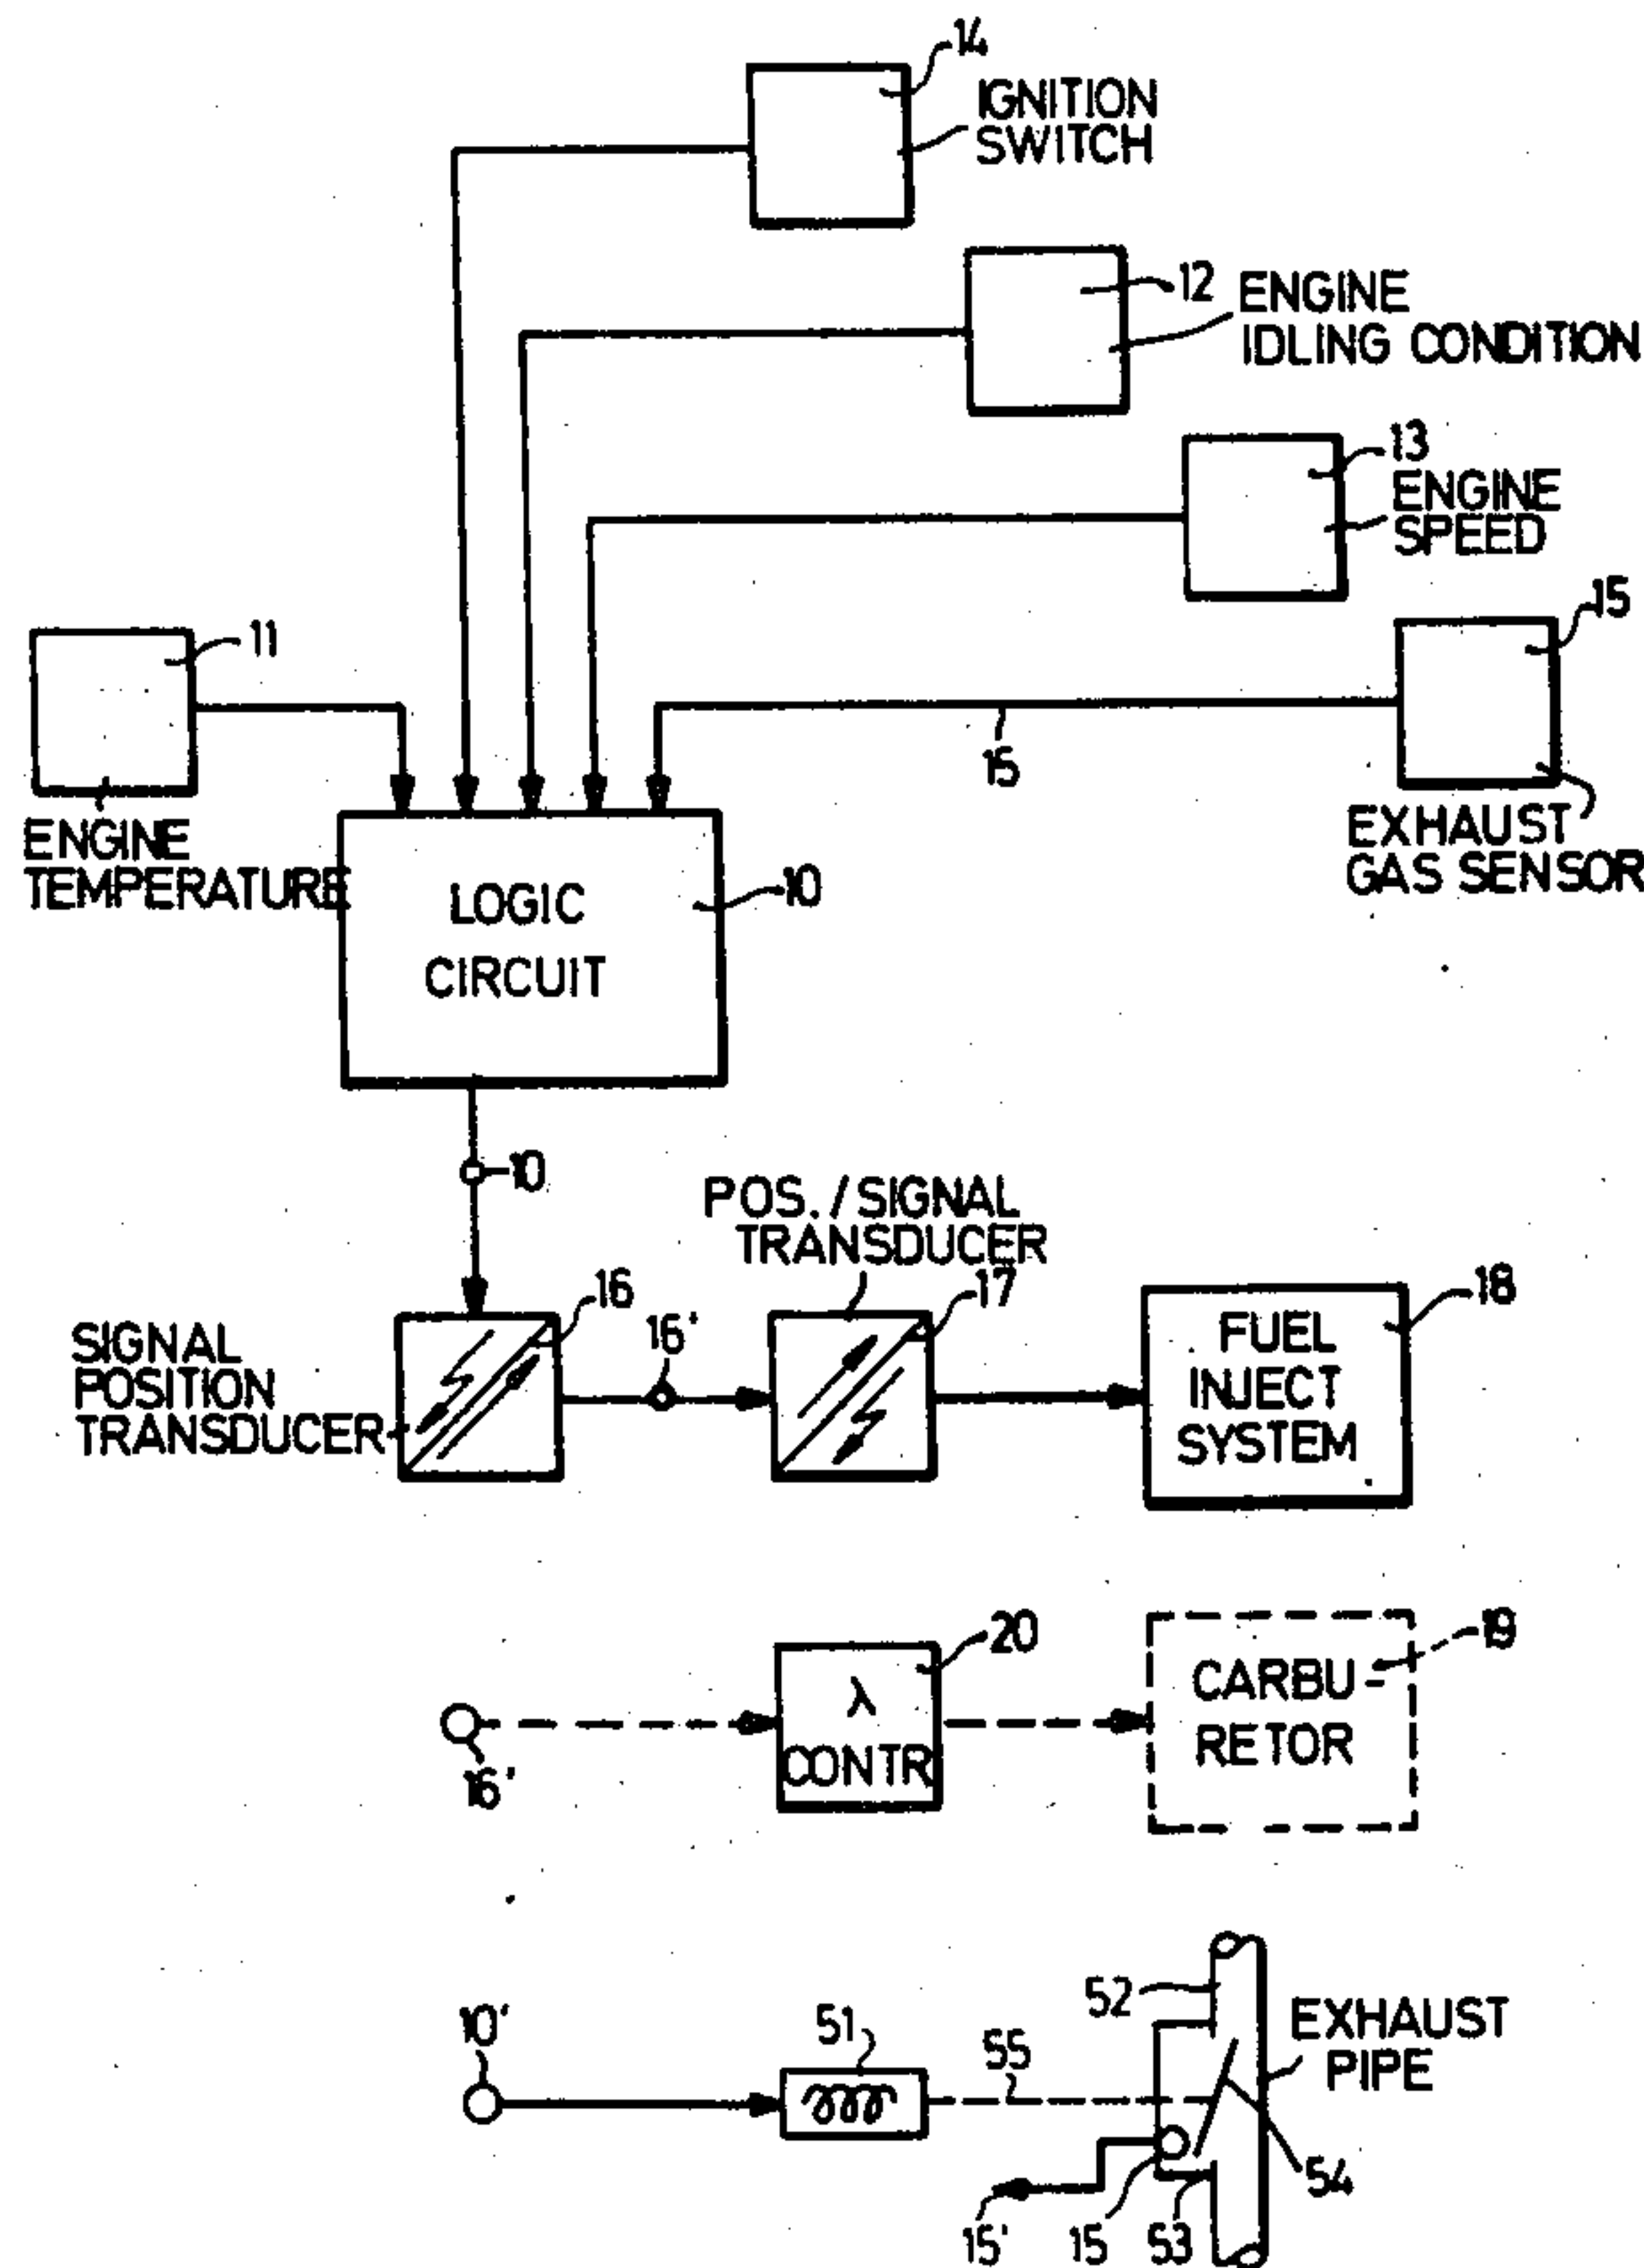 14
IGNITION
SWITCH
12
ENGINE
IDLING CONDITION
13
ENGINE
SPEED
15
11
15
ENGINE
TEMPERATURE
EXHAUST
GAS SENSOR
LOGIC
CIRCUIT
10
10
POS./SIGNAL
TRANSDUCER
16
17
18
SIGNAL
POSITION
TRANSDUCER
16'
FUEL
INJECT
SYSTEM
20
19
λ
CONTR
CARBU-
RETOR
16'
52
EXHAUST
PIPE
10'
51
55
54
15'
15
53